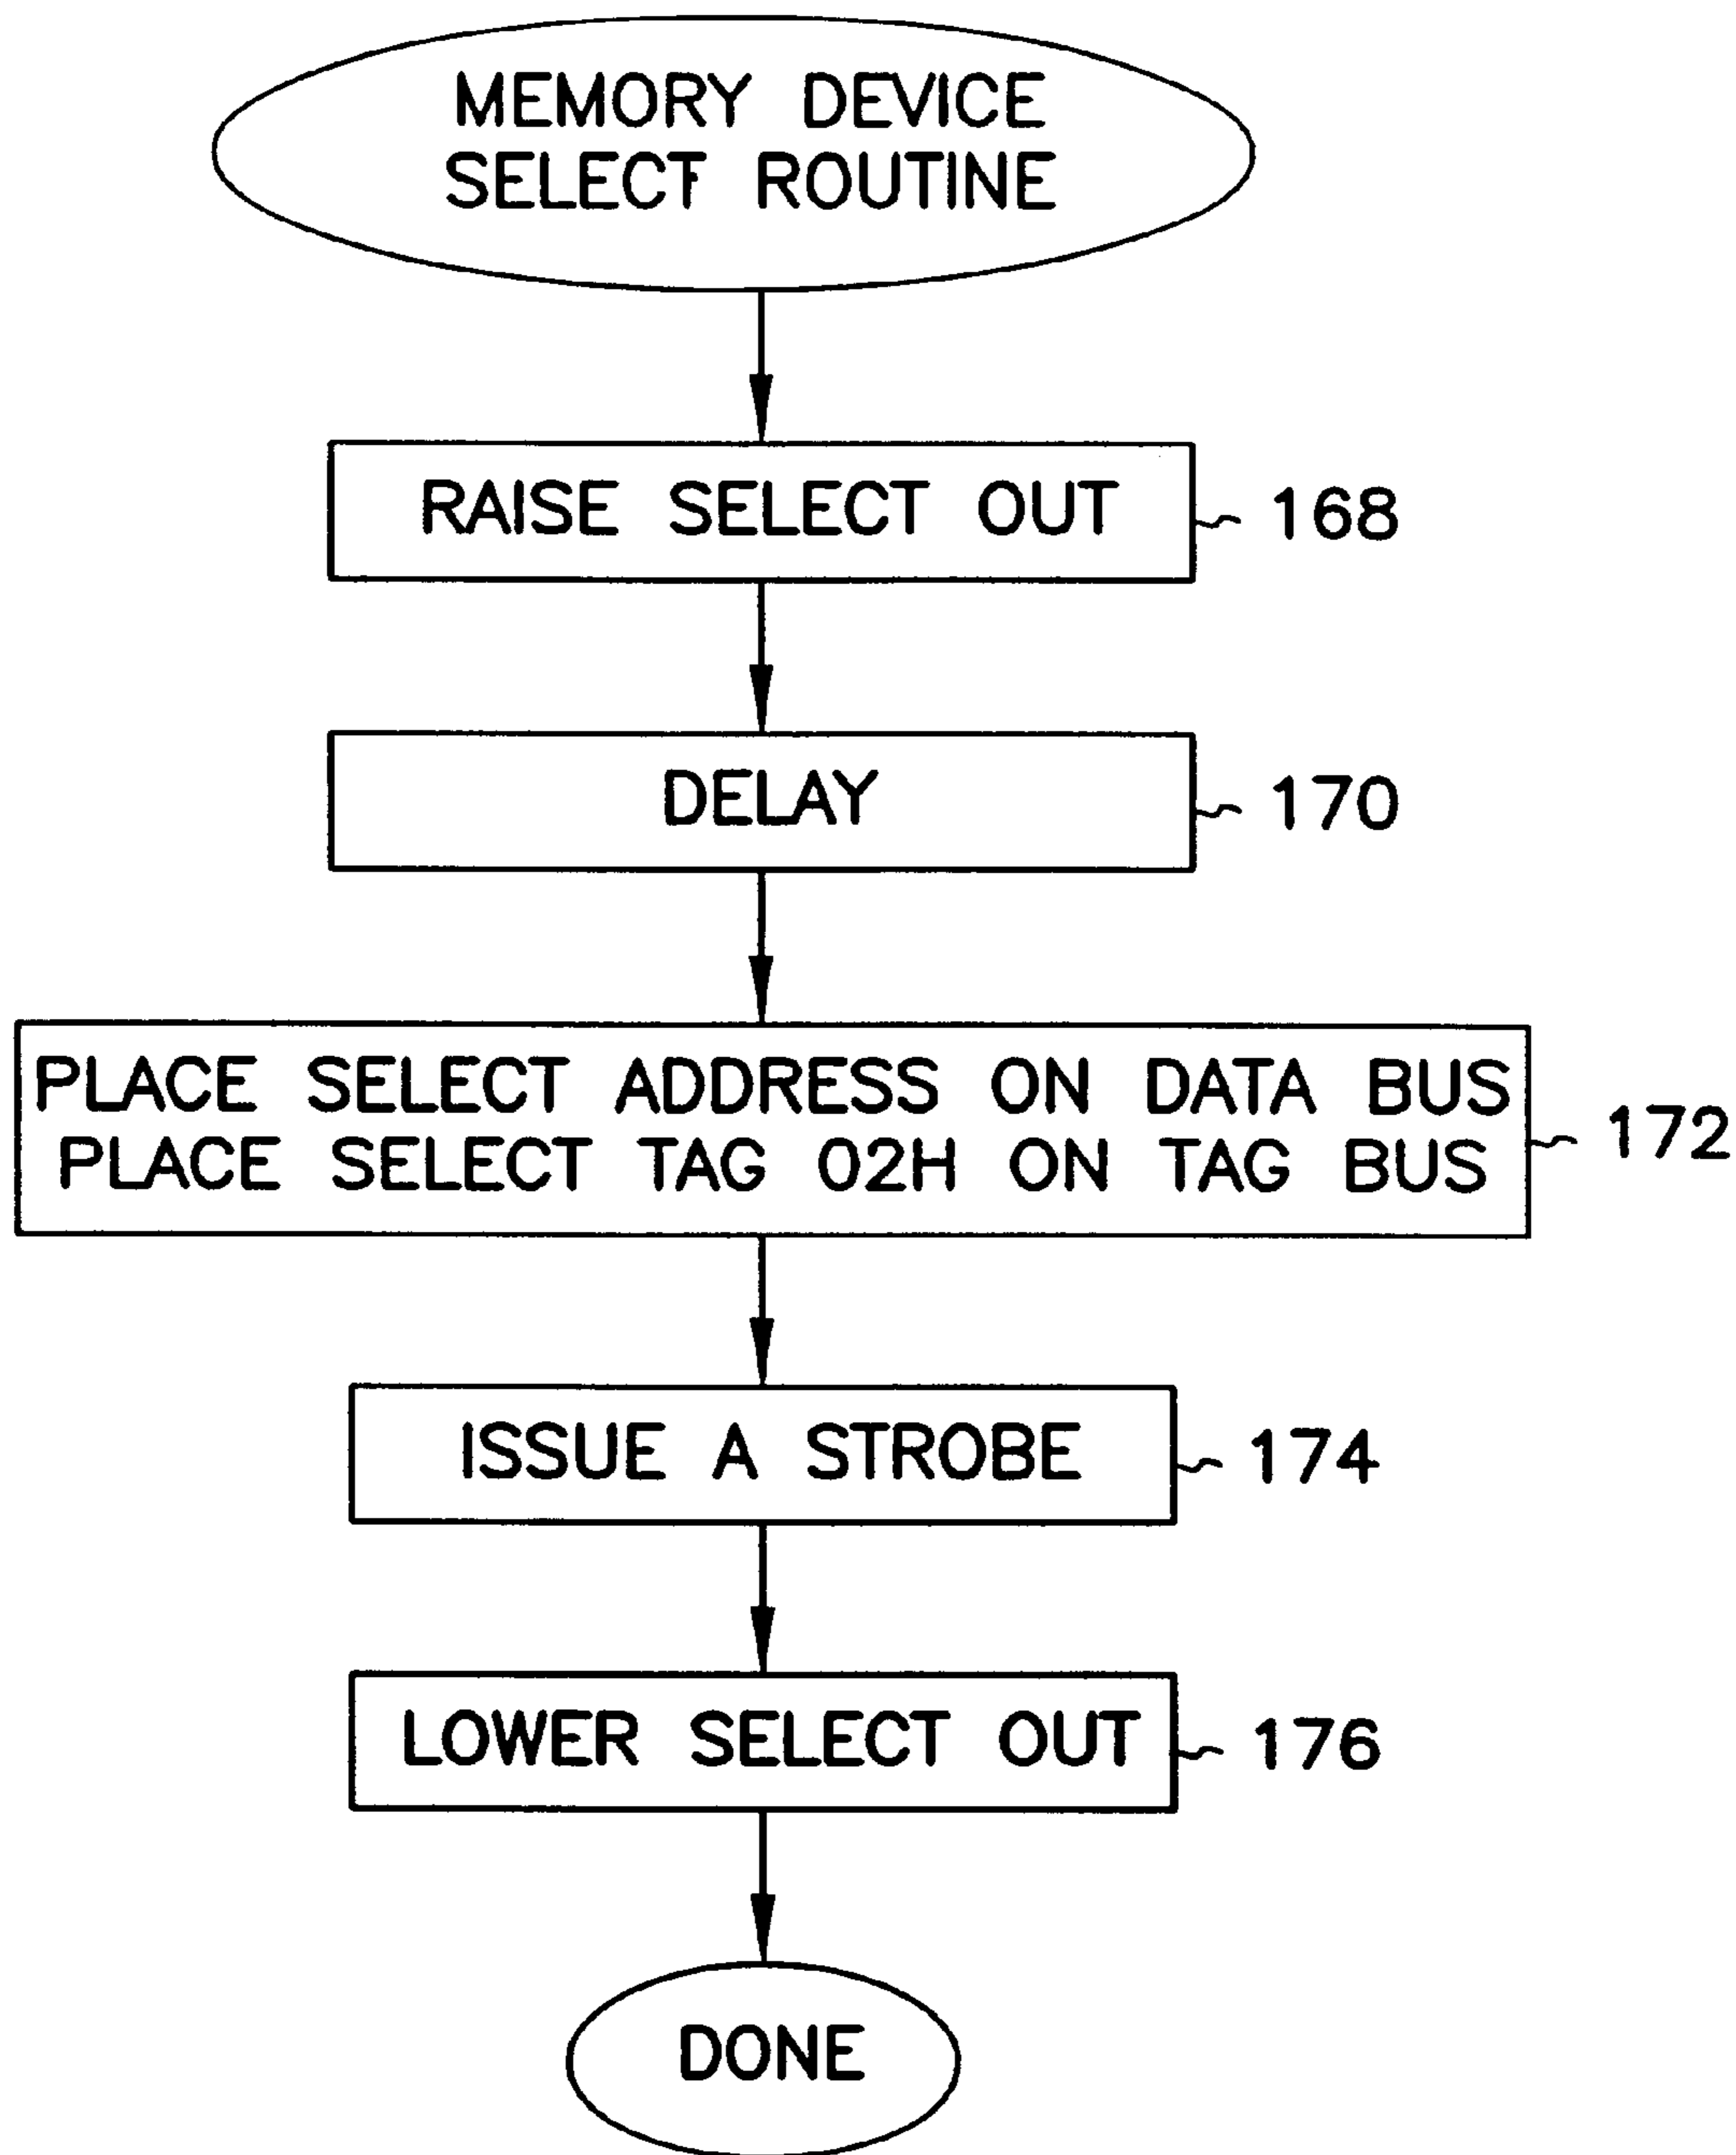 MEMORY DEVICE
SELECT ROUTINE
RAISE SELECT OUT
168
DELAY
170
PLACE SELECT ADDRESS ON DATA BUS
PLACE SELECT TAG 02H ON TAG BUS
172
ISSUE A STROBE
174
LOWER SELECT OUT
176
DONE